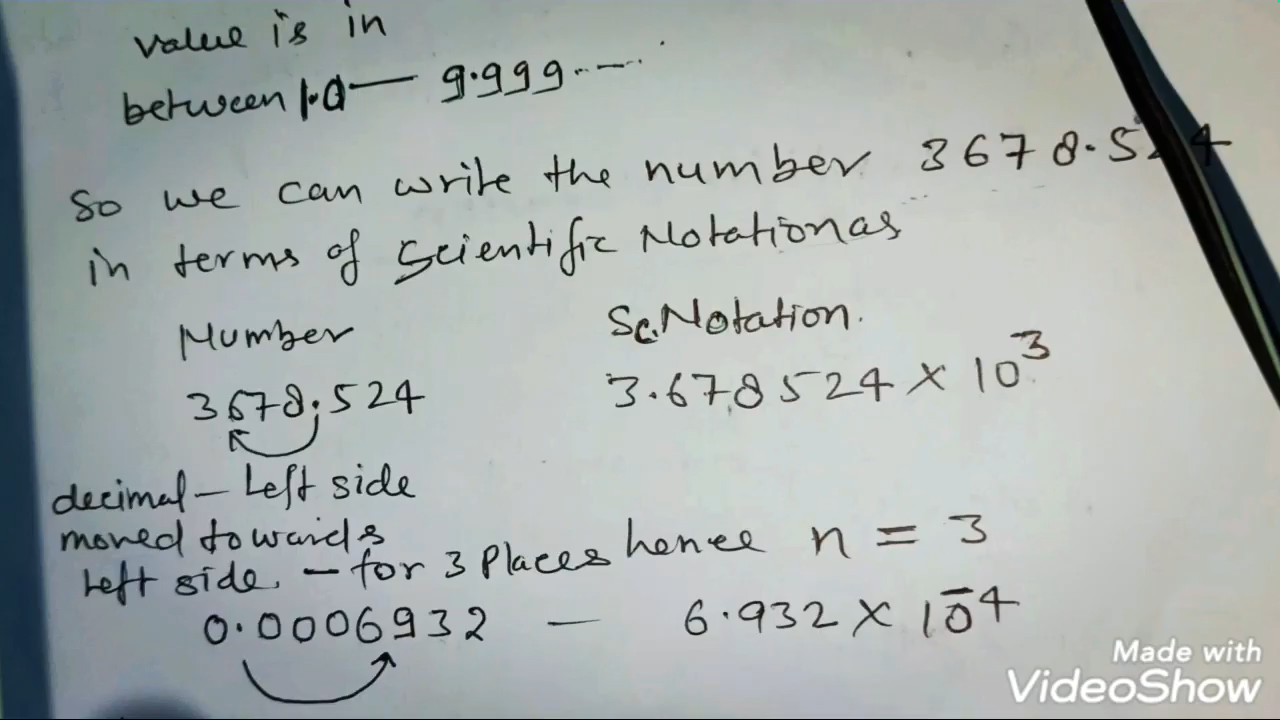 value is in
between 1.0 — 9.999.....
So we can write the number 3678.524
in terms of Scientific Notation as
Number Sc. Notation.
3678.524 3.678524 × 10³
decimal – Left side
moved towards
Left side – for 3 Places hence n = 3
0.0006932 — 6.932 × 10⁻⁴
Made with
VideoShow